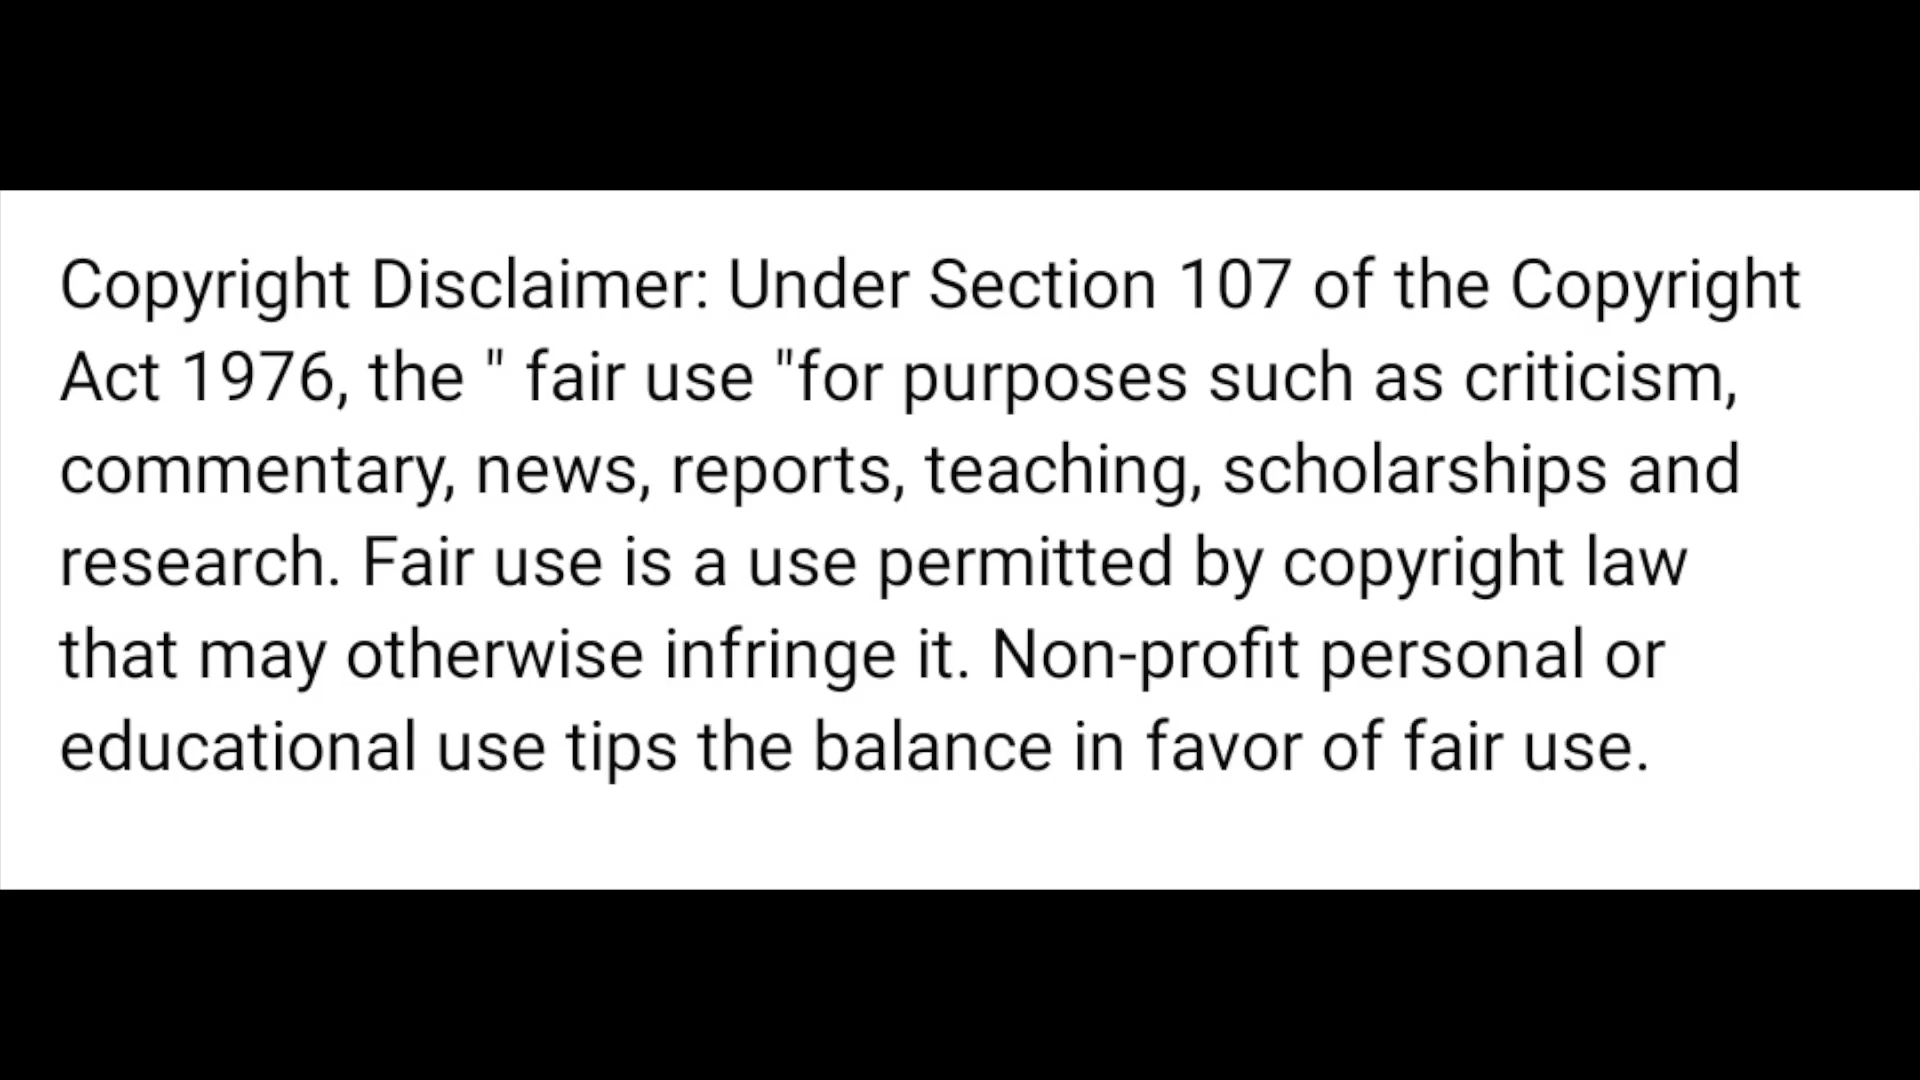 Copyright Disclaimer: Under Section 107 of the Copyright
Act 1976, the " fair use "for purposes such as criticism,
commentary, news, reports, teaching, scholarships and
research. Fair use is a use permitted by copyright law
that may otherwise infringe it. Non-profit personal or
educational use tips the balance in favor of fair use.